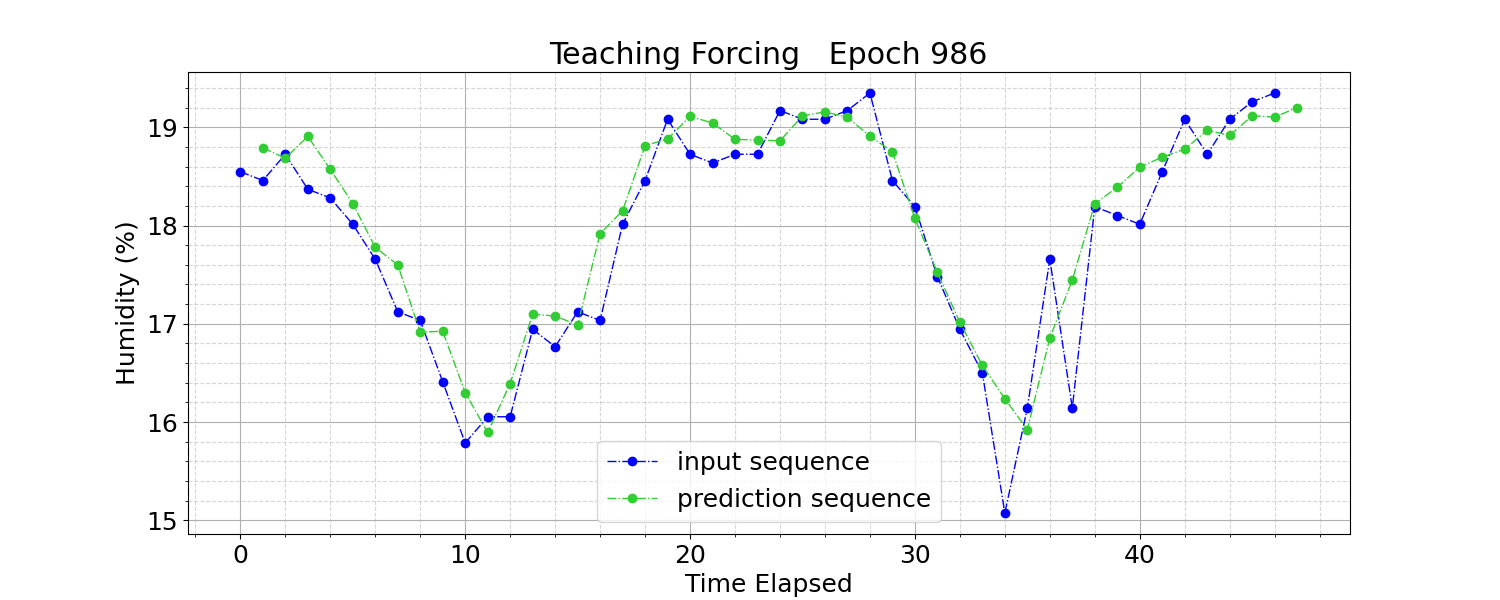 Teaching Forcing   Epoch 986
Humidity (%)
19
18
17
16
15
input sequence
prediction sequence
0 10 20 30 40
Time Elapsed